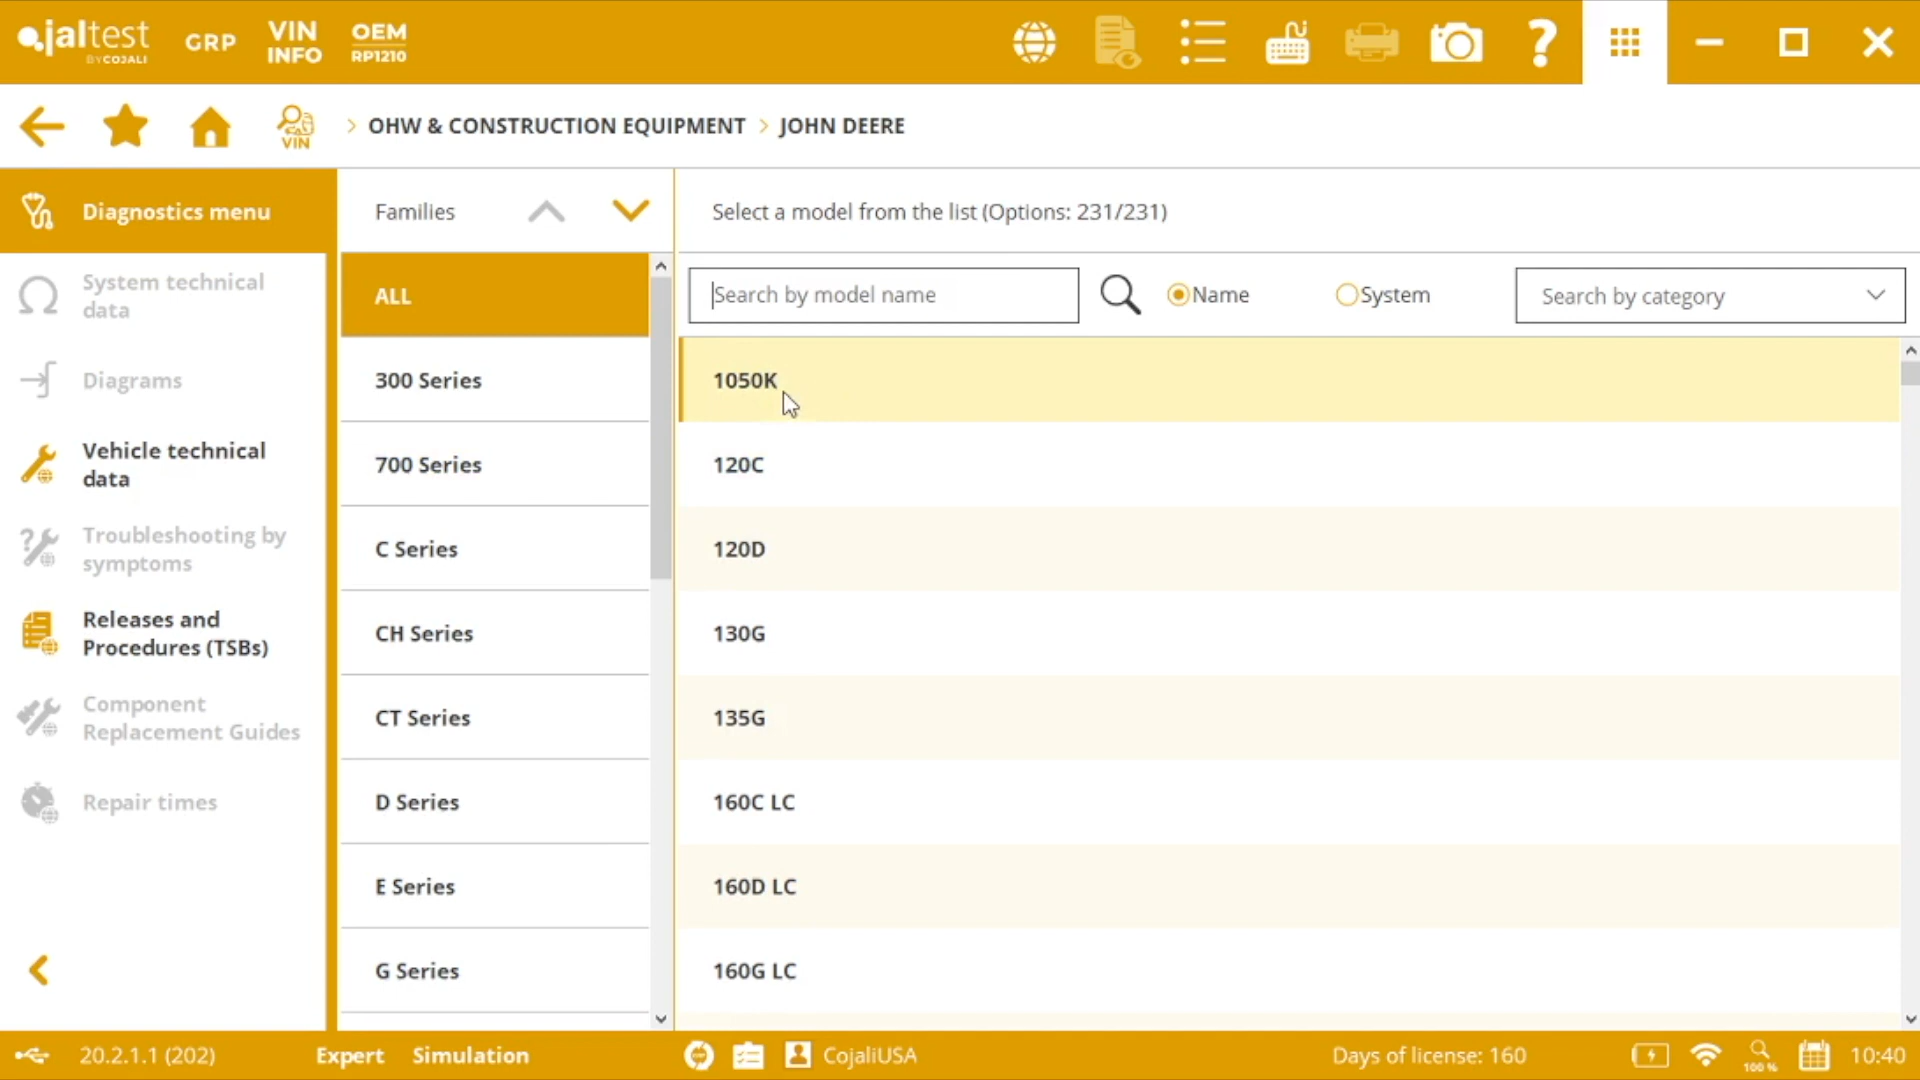 jaltest
BY COJALI
GRP
VIN
INFO
OEM
RP1210
VIN
> OHW & CONSTRUCTION EQUIPMENT > JOHN DEERE
Diagnostics menu
System technical
data
Diagrams
Vehicle technical
data
Troubleshooting by
symptoms
Releases and
Procedures (TSBs)
Component
Replacement Guides
Repair times
Families
ALL
300 Series
700 Series
C Series
CH Series
CT Series
D Series
E Series
G Series
Select a model from the list (Options: 231/231)
Search by model name
Name
System
Search by category
1050K
120C
120D
130G
135G
160C LC
160D LC
160G LC
20.2.1.1 (202)
Expert
Simulation
CojaliUSA
Days of license: 160
100 %
10:40